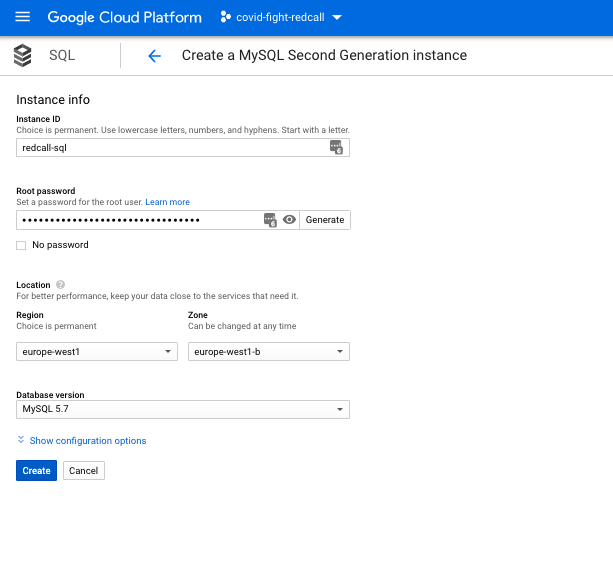 Google Cloud Platform covid-fight-redcall
SQL Create a MySQL Second Generation instance
Instance info
Instance ID
Choice is permanent. Use lowercase letters, numbers, and hyphens. Start with a letter.
redcall-sql
6
Root password
Set a password for the root user. Learn more
•••••••••••••••••••••••••••••••• 6 Generate
No password
Location ?
For better performance, keep your data close to the services that need it.
Region Zone
Choice is permanent Can be changed at any time
europe-west1 europe-west1-b
Database version
MySQL 5.7
Show configuration options
Create Cancel